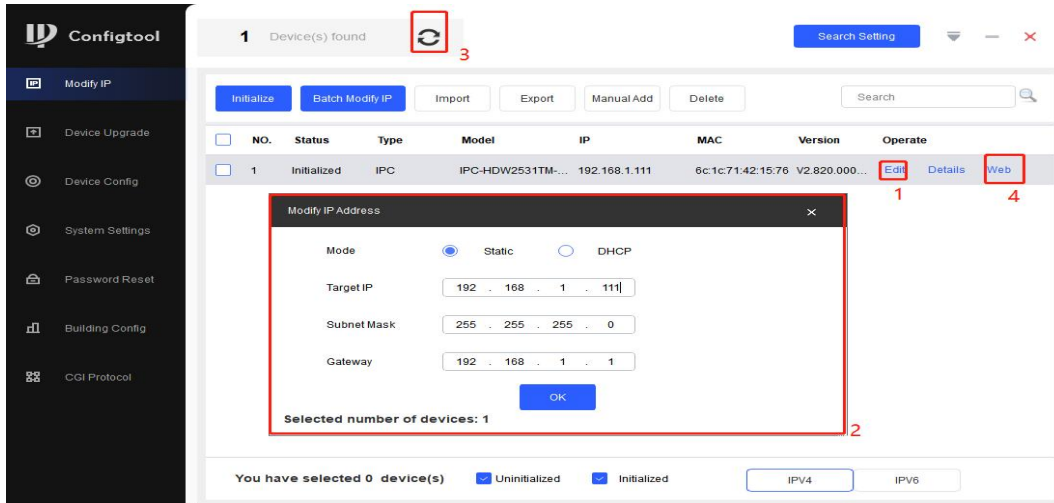 Configtool
1 Device(s) found
3
Search Setting
Modify IP
Device Upgrade
Device Config
System Settings
Password Reset
Building Config
CGI Protocol
Initialize Batch Modify IP Import Export Manual Add Delete Search
NO. Status Type Model IP MAC Version Operate
1 Initialized IPC IPC-HDW2531TM-... 192.168.1.111 6c:1c:71:42:15:76 V2.820.000... Edit Details Web
1 4
Modify IP Address
Mode Static DHCP
Target IP 192 . 168 . 1 . 111
Subnet Mask 255 . 255 . 255 . 0
Gateway 192 . 168 . 1 . 1
OK
Selected number of devices: 1
2
You have selected 0 device(s) Uninitialized Initialized IPV4 IPV6